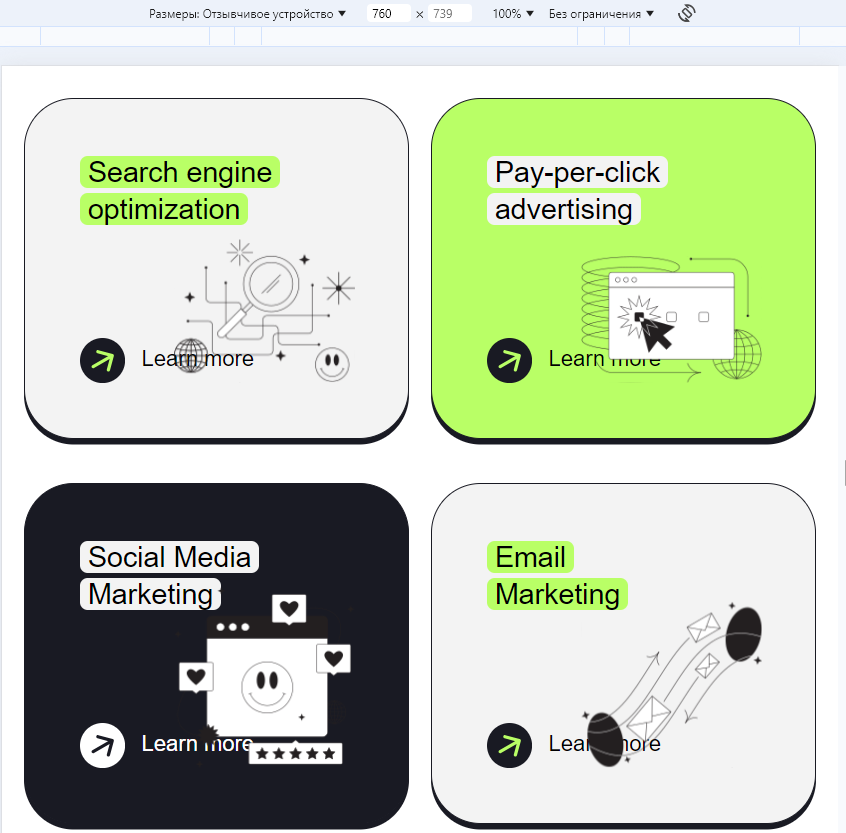 Размеры: Отзывчивое устройство 760 × 739 100% Без ограничения
Search engine
optimization
Learn more
Pay-per-click
advertising
Learn more
Social Media
Marketing
Learn more
Email
Marketing
Learn more